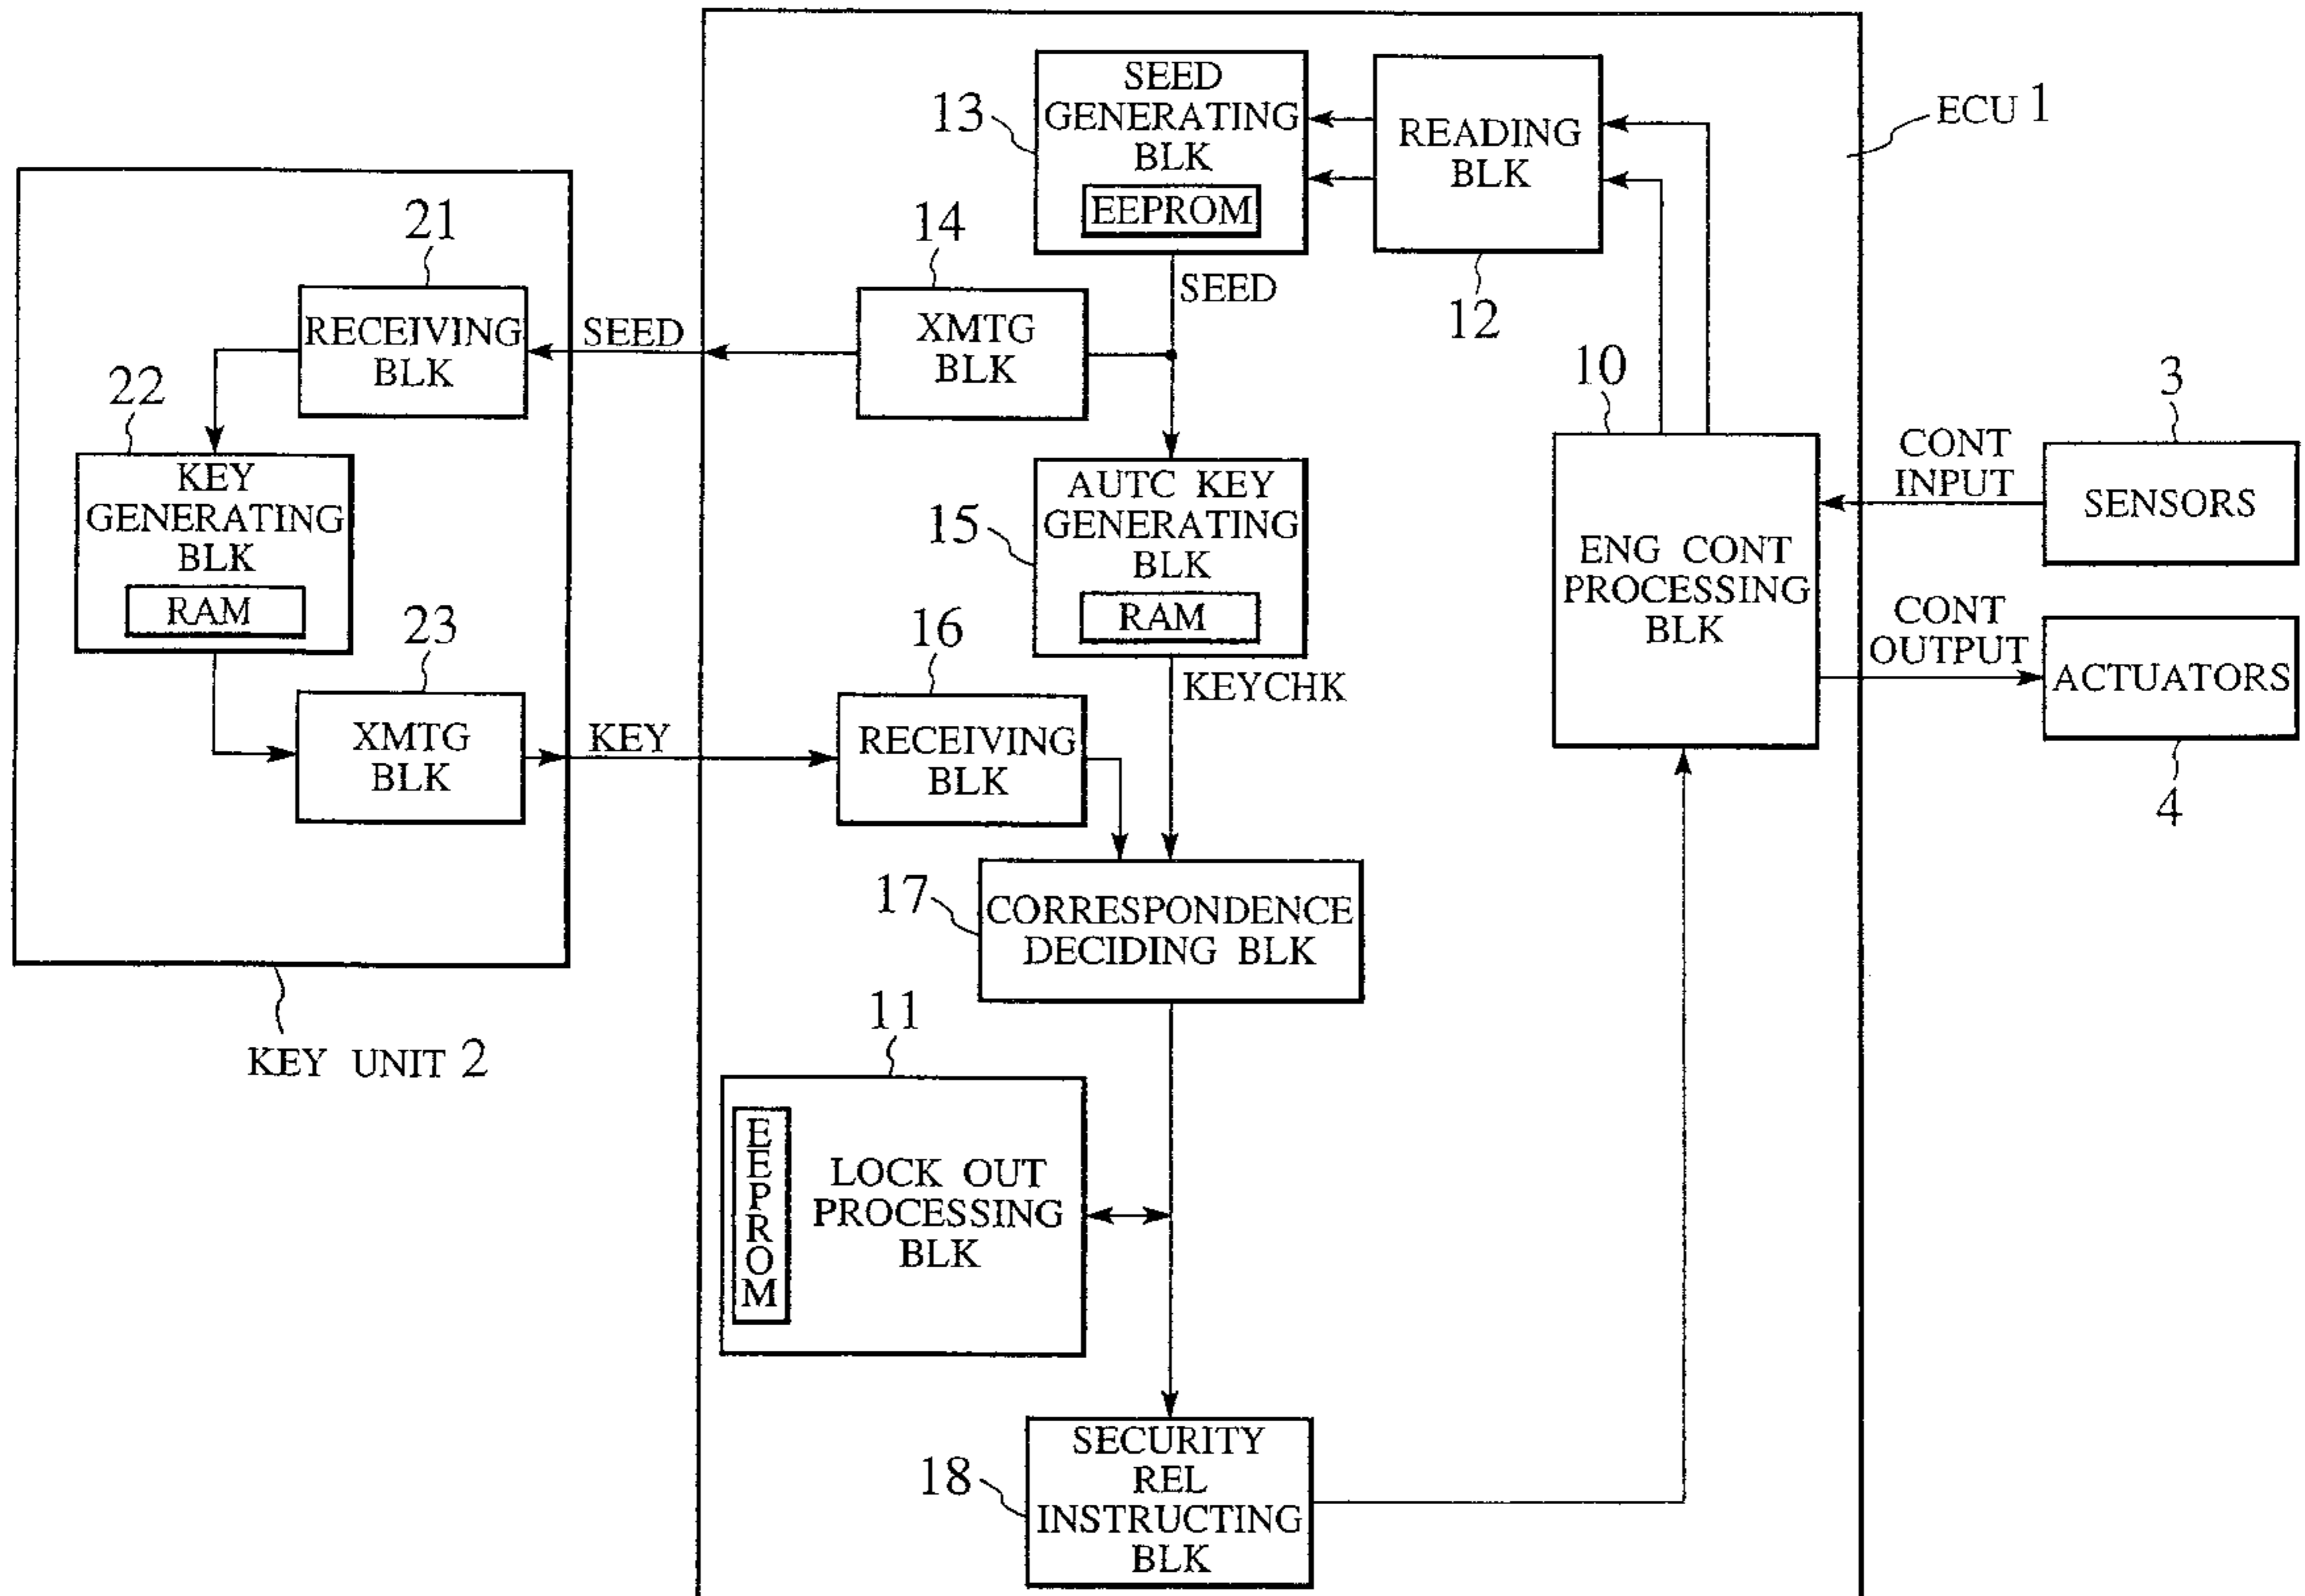 SEED
GENERATING
BLK
EEPROM
13
READING
BLK
12
ECU 1
21
RECEIVING
BLK
SEED
14
XMTG
BLK
SEED
10
ENG CONT
PROCESSING
BLK
CONT
INPUT
3
SENSORS
CONT
OUTPUT
ACTUATORS
4
22
KEY
GENERATING
BLK
RAM
15
AUTC KEY
GENERATING
BLK
RAM
KEYCHK
23
XMTG
BLK
KEY
16
RECEIVING
BLK
17
CORRESPONDENCE
DECIDING BLK
KEY UNIT 2
11
EEPROM
LOCK OUT
PROCESSING
BLK
18
SECURITY
REL
INSTRUCTING
BLK